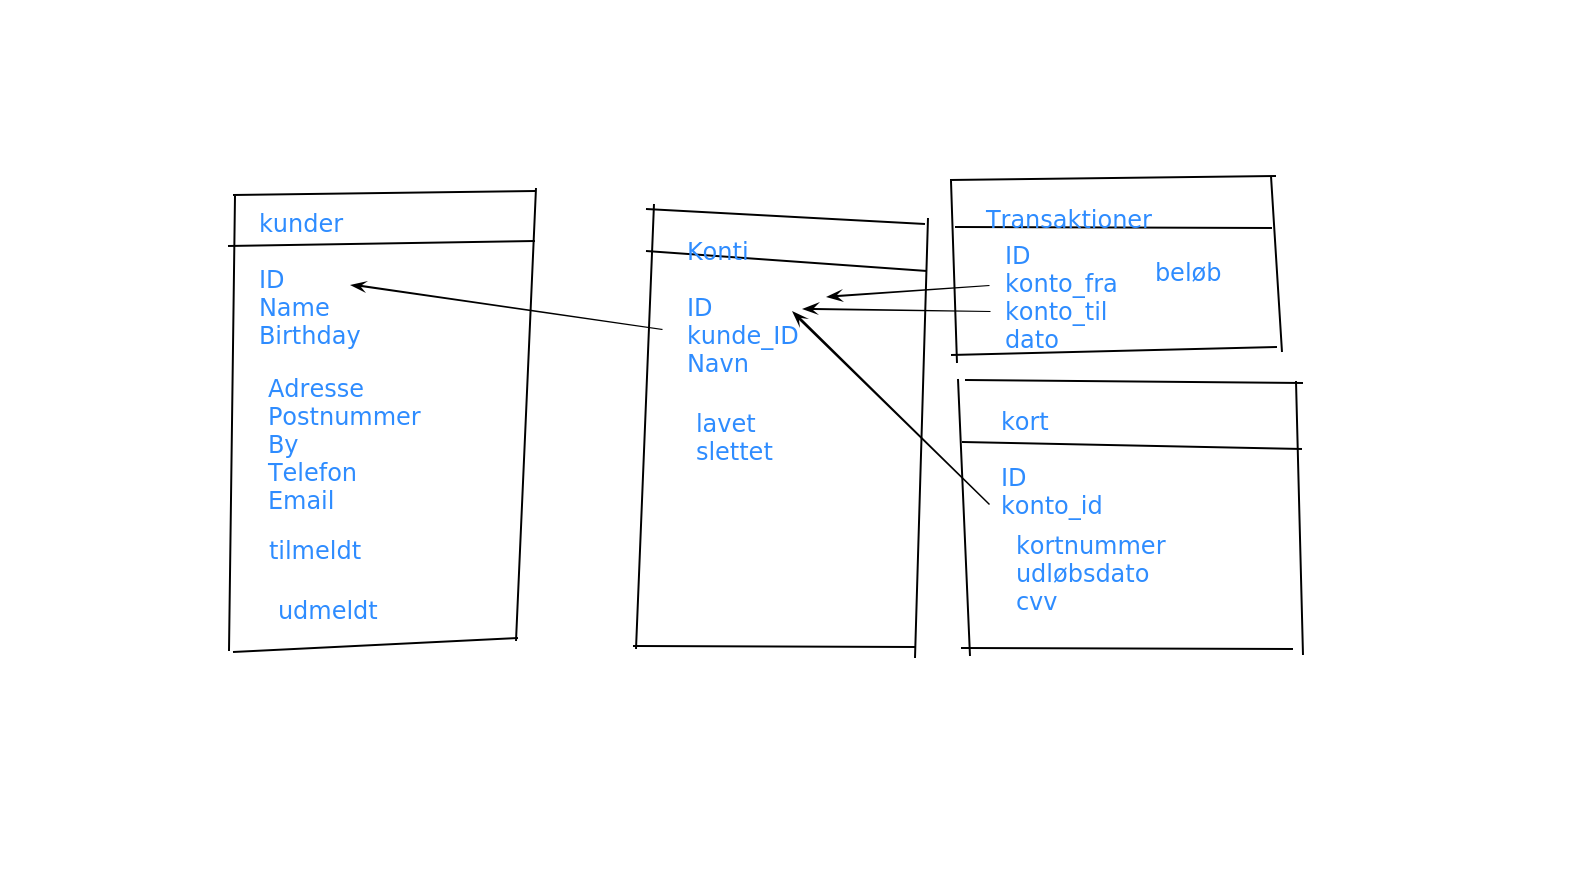 kunder
ID
Name
Birthday
Adresse
Postnummer
By
Telefon
Email
tilmeldt
udmeldt
Konti
ID
kunde_ID
Navn
lavet
slettet
Transaktioner
ID
konto_fra
konto_til
dato
beløb
kort
ID
konto_id
kortnummer
udløbsdato
cvv